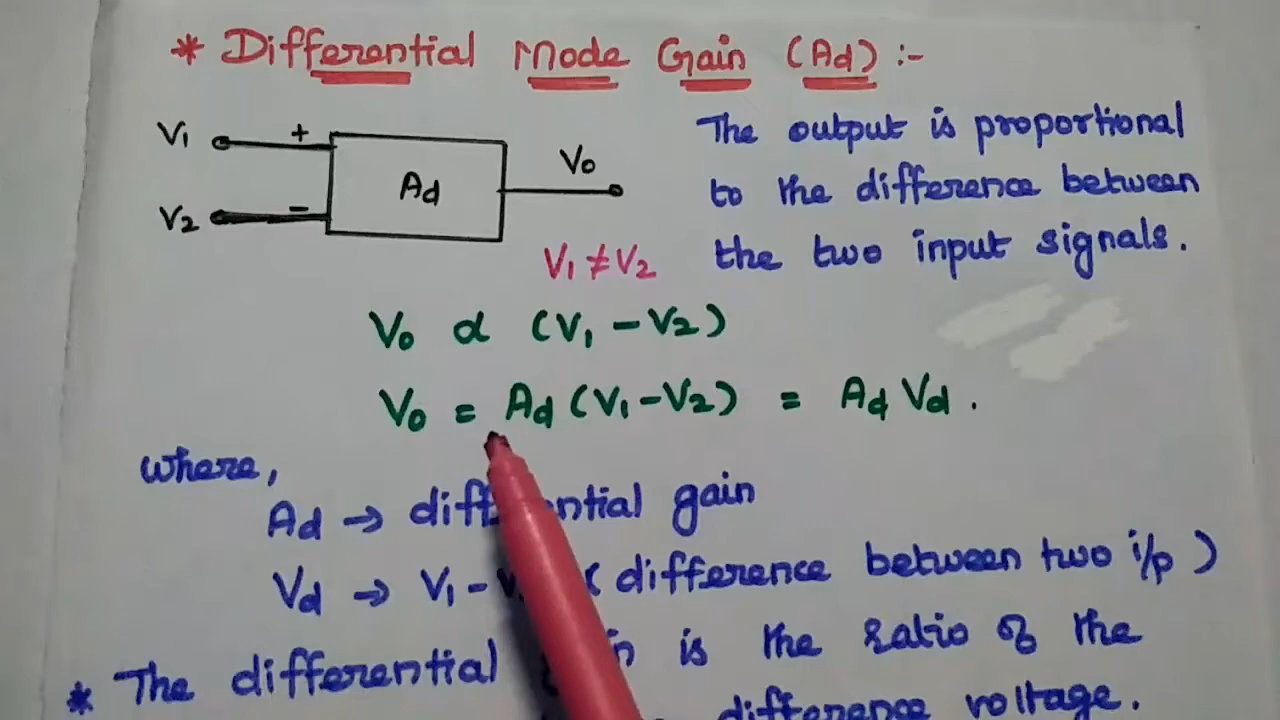 * Differential Mode Gain (Ad) :-
V1 + Ad Vo
V2 -
The output is proportional
to the difference between
the two input signals.
V1 ≠ V2
Vo ∝ (V1 - V2)
Vo = Ad (V1 - V2) = Ad Vd .
where,
Ad → differential gain
Vd → V1 - ( difference between two i/p )
* The differential is the ratio of the
difference voltage.